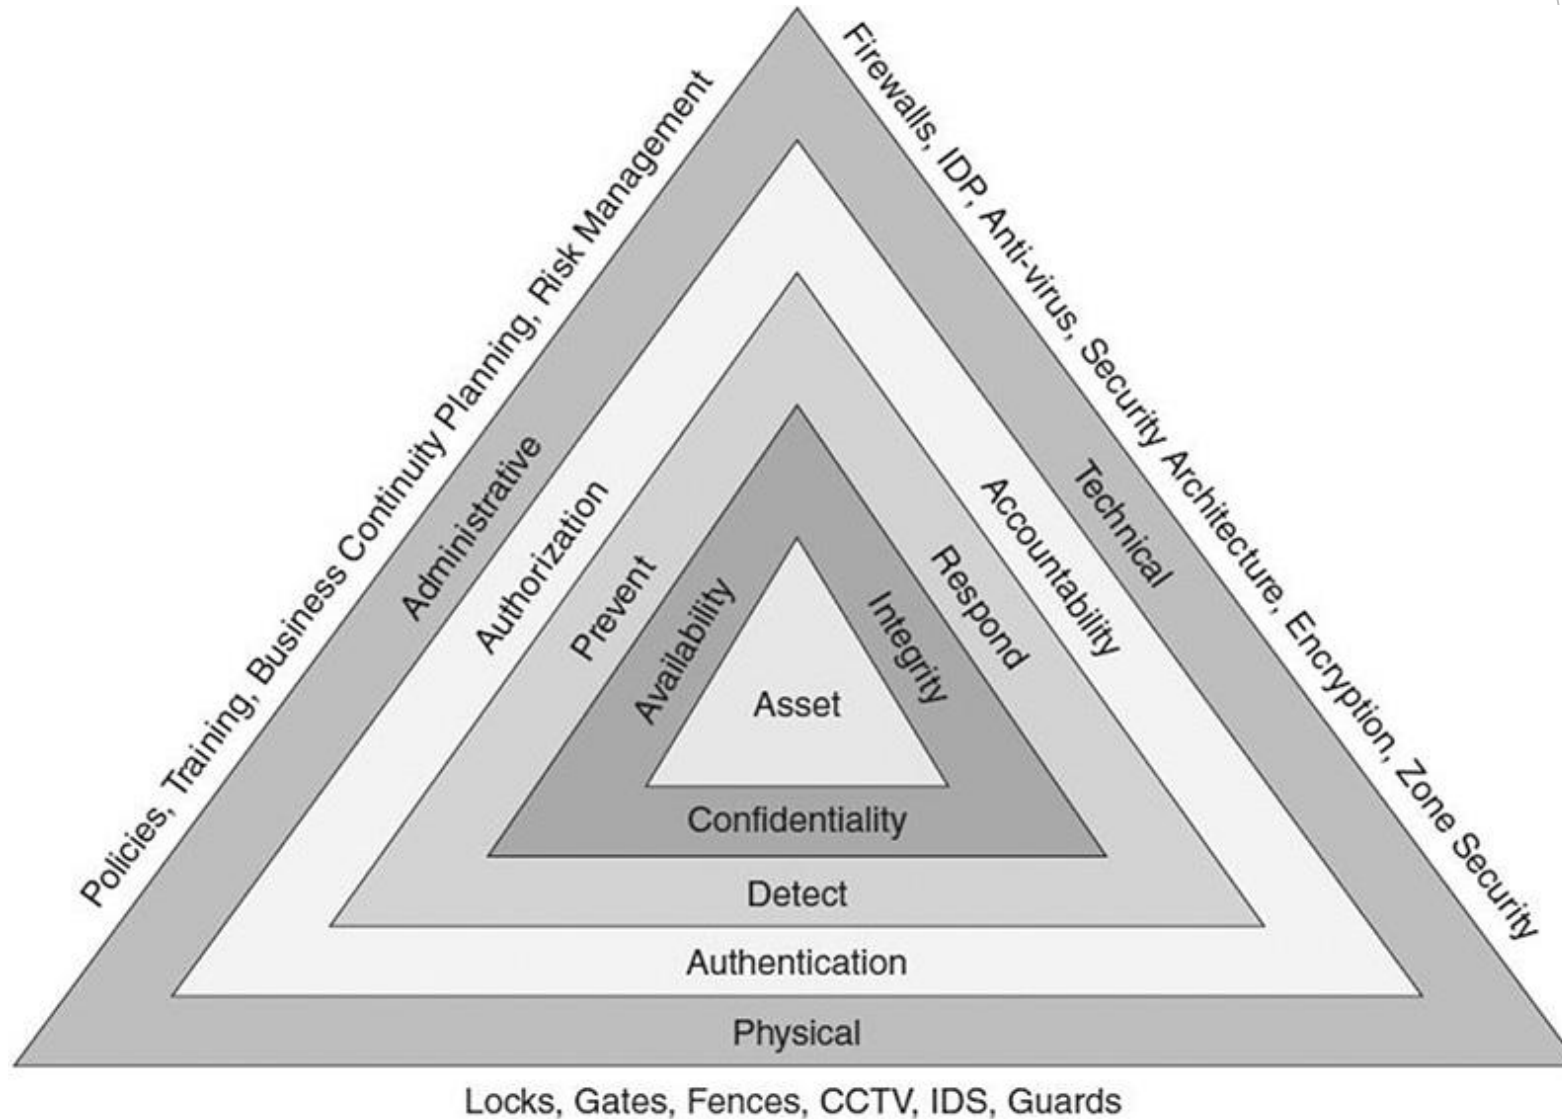 Policies, Training, Business Continuity Planning, Risk Management
Firewalls, IDP, Anti-virus, Security Architecture, Encryption, Zone Security
Administrative
Technical
Authorization
Accountability
Prevent
Respond
Availability
Integrity
Asset
Confidentiality
Detect
Authentication
Physical
Locks, Gates, Fences, CCTV, IDS, Guards